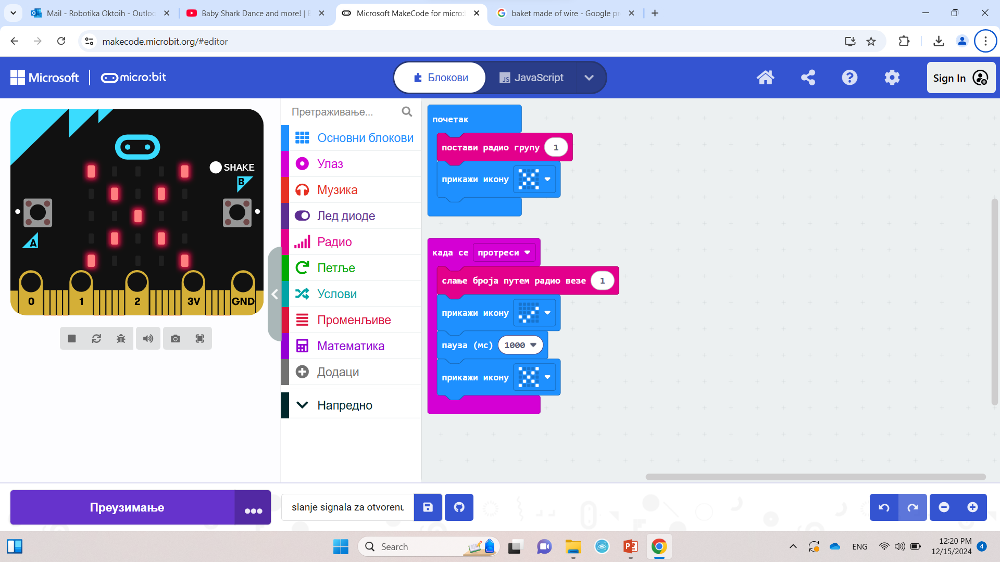 Mail - Robotika Oktoih - Outloo
Baby Shark Dance and more! | B
Microsoft MakeCode for micro:
baket made of wire - Google pr
makecode.microbit.org/#editor
Microsoft
micro:bit
Блокови
JS JavaScript
Sign In
SHAKE
B
A
0
1
2
3V
GND
Претраживање...
Основни блокови
Улаз
Музика
Лед диоде
Радио
Петље
Услови
Променљиве
Математика
Додаци
Напредно
почетак
постави радио групу 1
прикажи икону
када се протреси
слање броја путем радио везе 1
прикажи икону
пауза (мс) 1000
прикажи икону
Преузимање
slanje signala za otvorenu
Search
ENG
12:20 PM
12/15/2024
4